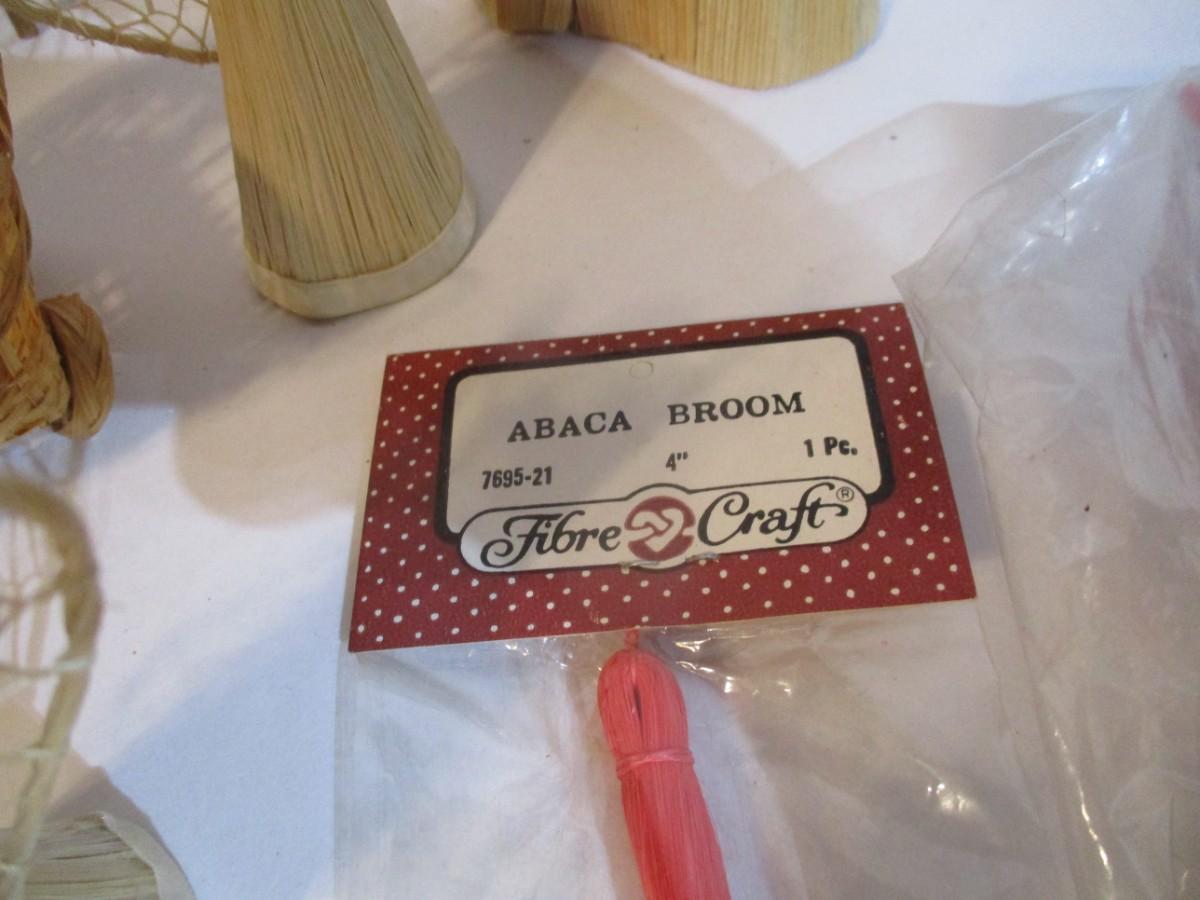 ABACA BROOM
7695-21 4" 1 Pc.
Fibre Craft®